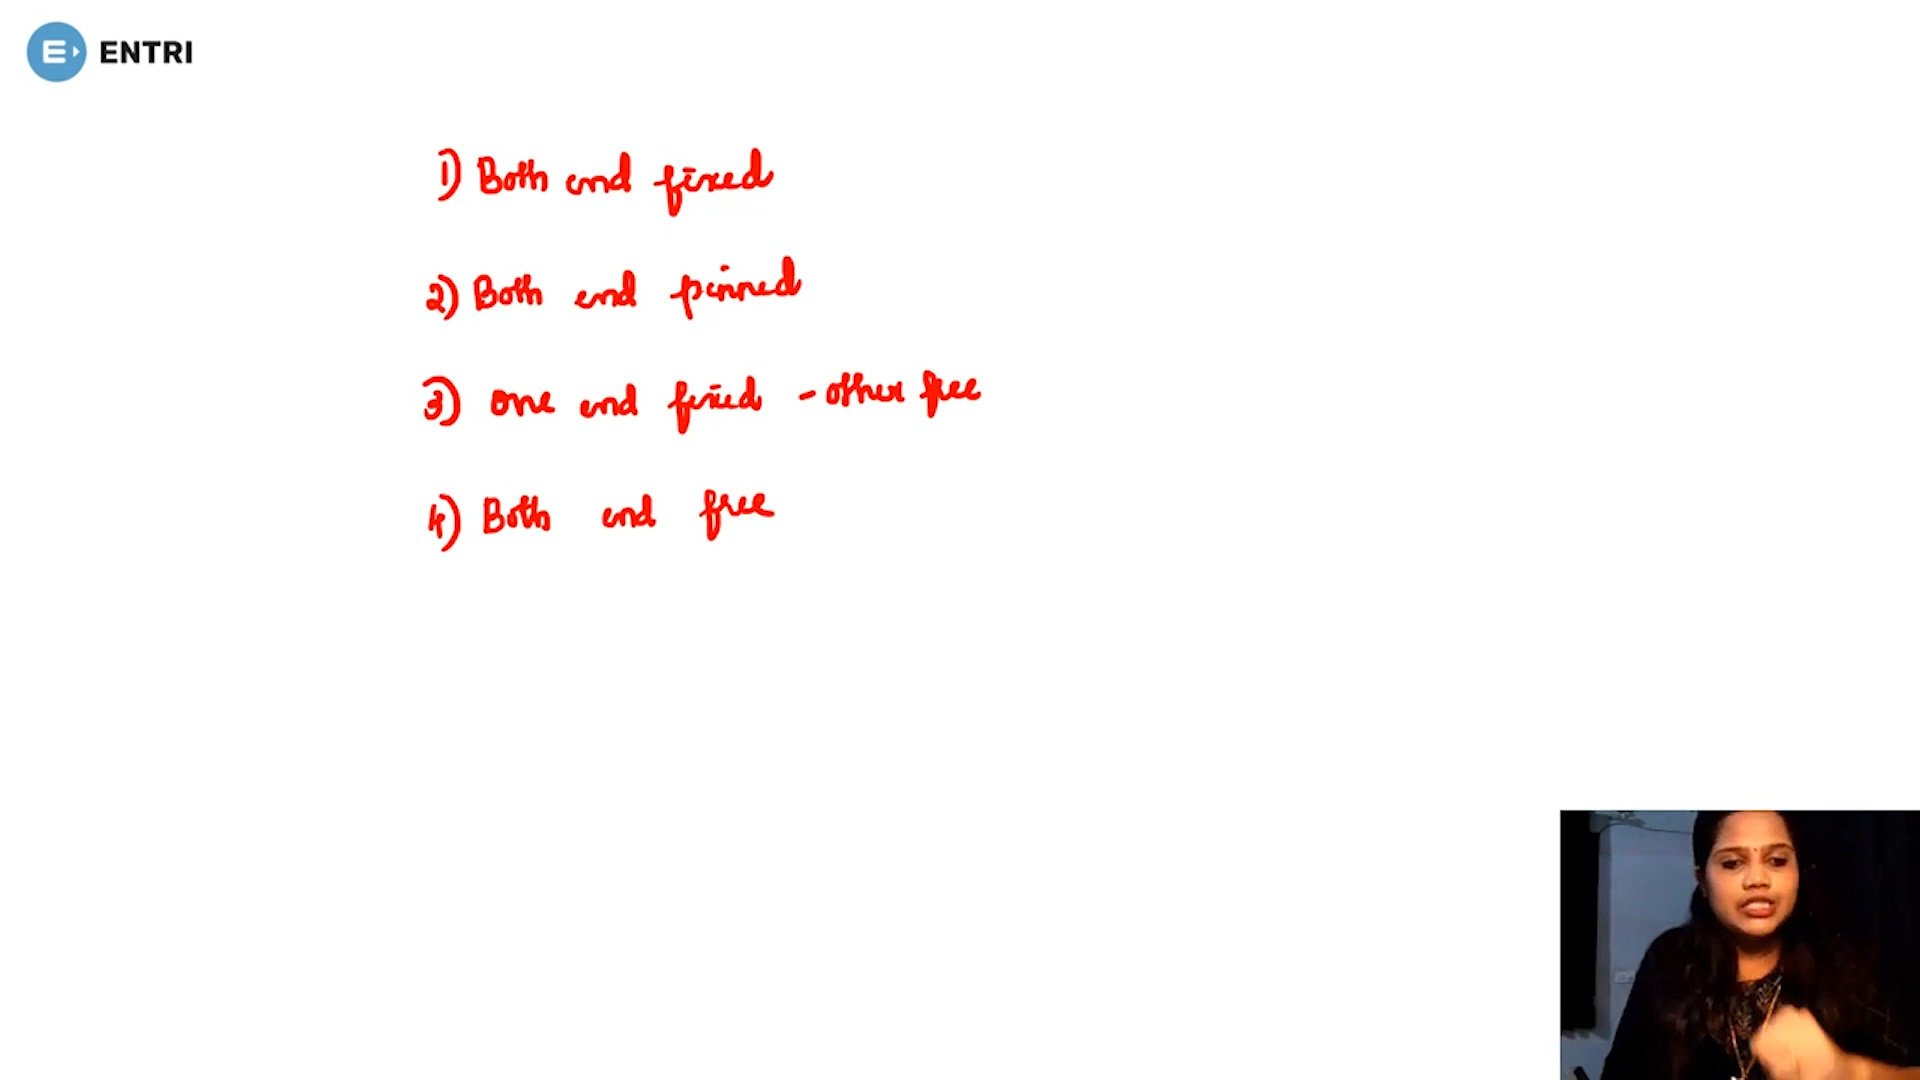 ENTRI
1) Both end fixed
2) Both end pinned
3) One end fixed - other free
4) Both end free